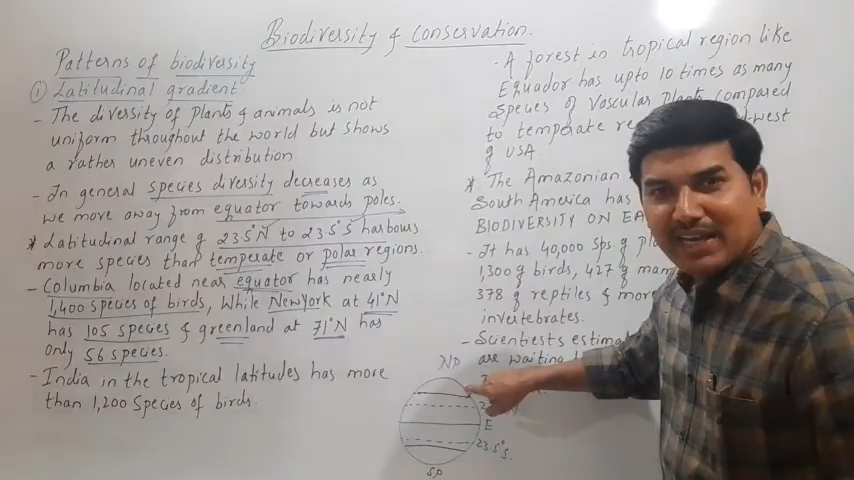 Biodiversity & conservation.
Patterns of biodiversity
① Latitudinal gradient
- The diversity of plants & animals is not
uniform throughout the world but shows
a rather uneven distribution
- In general species diversity decreases as
we move away from equator towards poles.
* Latitudinal range of 23.5°N to 23.5°S harbours
more species than temperate or polar regions.
- Columbia located near equator has nearly
1,400 species of birds, While Newyork at 41°N
has 105 species & greenland at 71°N has
only 56 species.
- India in the tropical latitudes has more
than 1,200 species of birds.
- A forest in tropical region like
Equador has upto 10 times as many
species of vascular plants compared
to temperate west
of USA.
* The Amazonian
South America has
BIODIVERSITY ON
- It has 40,000 sps. of
1,300 of birds, 427 of
378 of reptiles & more
invertebrates.
- Scientists
are waiting
NP
E
23.5°S.
SP